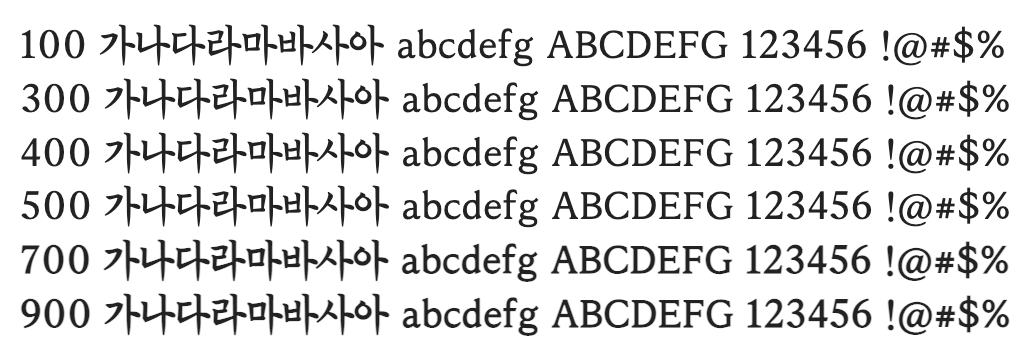 100 가나다라마바사아 abcdefg ABCDEFG 123456 !@#$%
300 가나다라마바사아 abcdefg ABCDEFG 123456 !@#$%
400 가나다라마바사아 abcdefg ABCDEFG 123456 !@#$%
500 가나다라마바사아 abcdefg ABCDEFG 123456 !@#$%
700 가나다라마바사아 abcdefg ABCDEFG 123456 !@#$%
900 가나다라마바사아 abcdefg ABCDEFG 123456 !@#$%